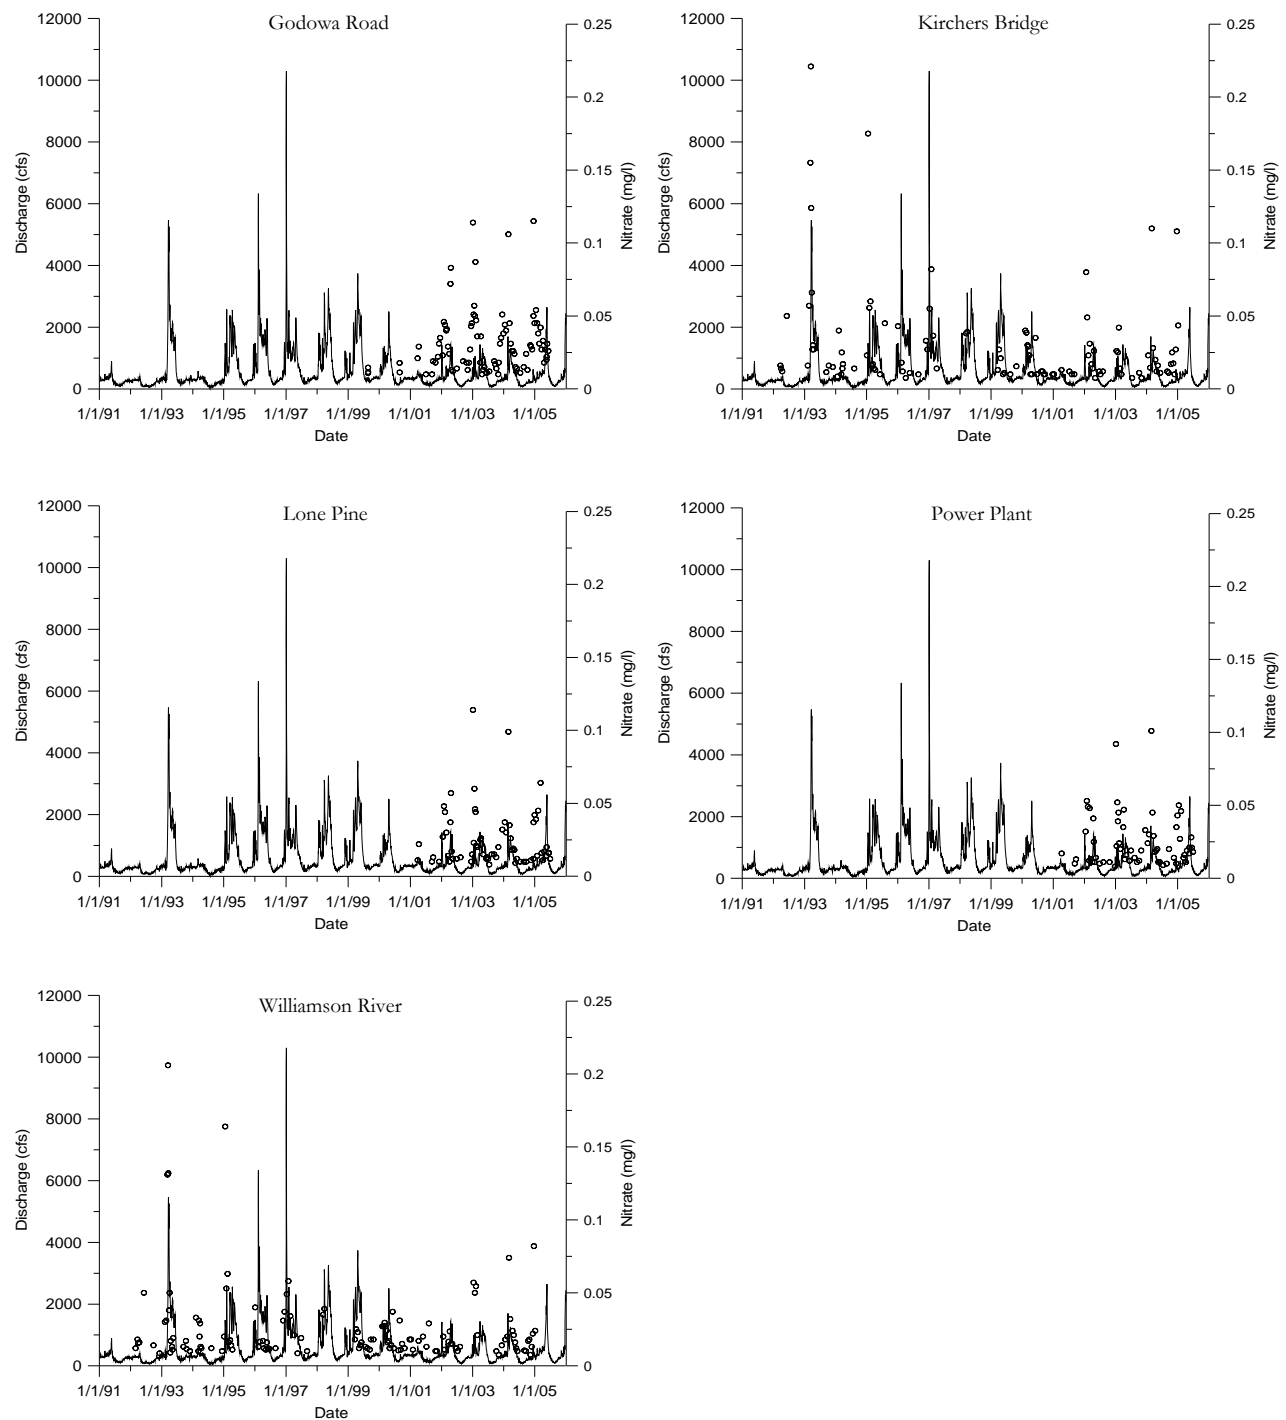 Godowa Road
12000
10000
8000
6000
4000
2000
0
Discharge (cfs)
0.25
0.2
0.15
0.1
0.05
0
Nitrate (mg/l)
1/1/91 1/1/93 1/1/95 1/1/97 1/1/99 1/1/01 1/1/03 1/1/05
Date
Kirchers Bridge
12000
10000
8000
6000
4000
2000
0
Discharge (cfs)
0.25
0.2
0.15
0.1
0.05
0
Nitrate (mg/l)
1/1/91 1/1/93 1/1/95 1/1/97 1/1/99 1/1/01 1/1/03 1/1/05
Date
Lone Pine
12000
10000
8000
6000
4000
2000
0
Discharge (cfs)
0.25
0.2
0.15
0.1
0.05
0
Nitrate (mg/l)
1/1/91 1/1/93 1/1/95 1/1/97 1/1/99 1/1/01 1/1/03 1/1/05
Date
Power Plant
12000
10000
8000
6000
4000
2000
0
Discharge (cfs)
0.25
0.2
0.15
0.1
0.05
0
Nitrate (mg/l)
1/1/91 1/1/93 1/1/95 1/1/97 1/1/99 1/1/01 1/1/03 1/1/05
Date
Williamson River
12000
10000
8000
6000
4000
2000
0
Discharge (cfs)
0.25
0.2
0.15
0.1
0.05
0
Nitrate (mg/l)
1/1/91 1/1/93 1/1/95 1/1/97 1/1/99 1/1/01 1/1/03 1/1/05
Date